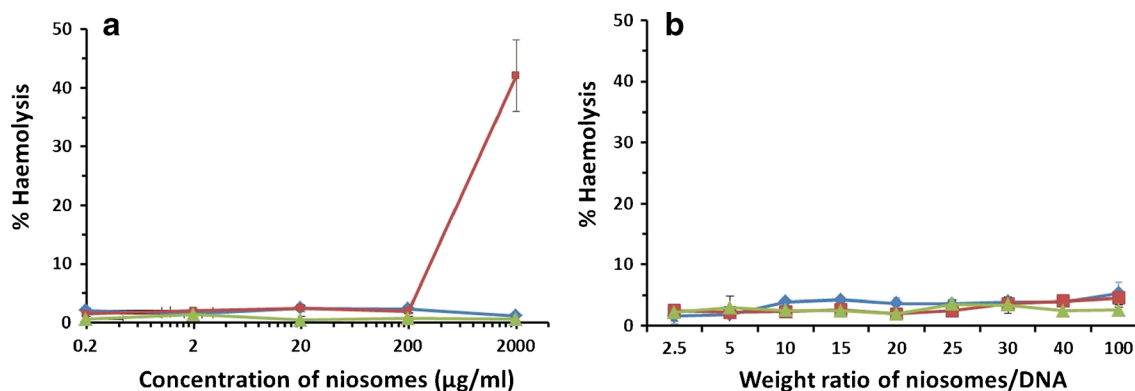 a
50
40
30
20
10
0
% Haemolysis
0.2 2 20 200 2000
Concentration of niosomes (µg/ml)
b
50
40
30
20
10
0
% Haemolysis
2.5 5 10 15 20 25 30 40 100
Weight ratio of niosomes/DNA